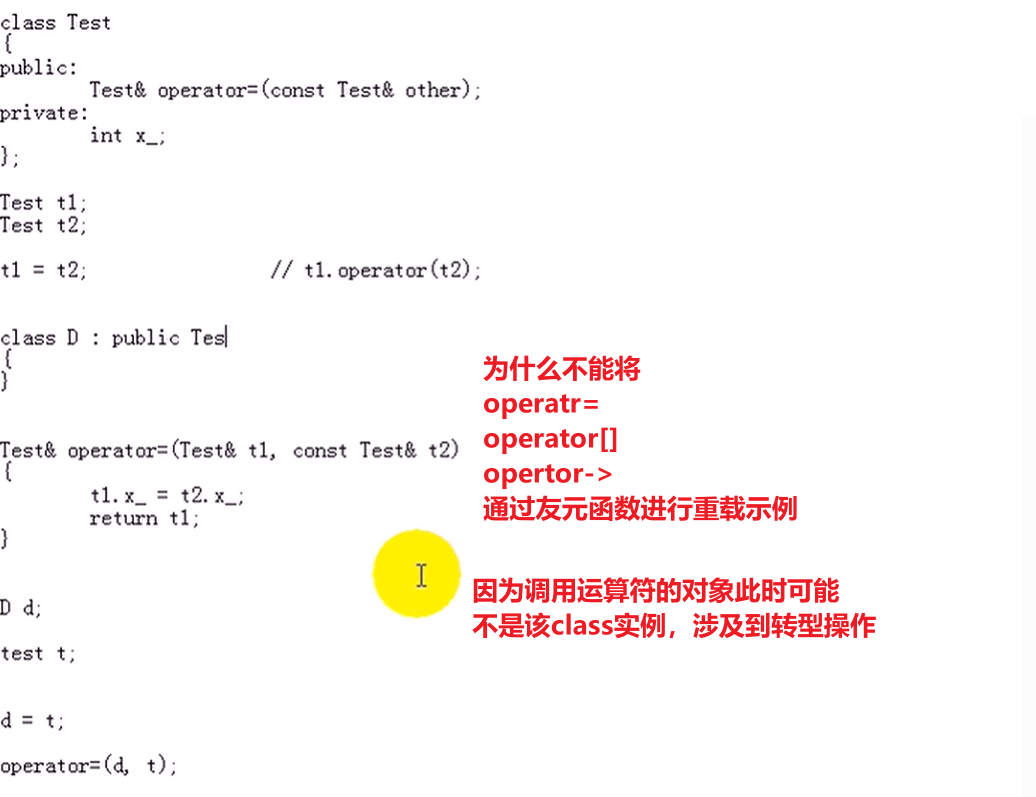 class Test
{
public:
Test& operator=(const Test& other);
private:
int x_;
};
Test t1;
Test t2;
t1 = t2; // t1.operator(t2);
class D : public Tes
{
}
为什么不能将
operatr=
operator[]
opertor->
通过友元函数进行重载示例
Test& operator=(Test& t1, const Test& t2)
{
t1.x_ = t2.x_;
return t1;
}
因为调用运算符的对象此时可能
不是该class实例，涉及到转型操作
D d;
test t;
d = t;
operator=(d, t);